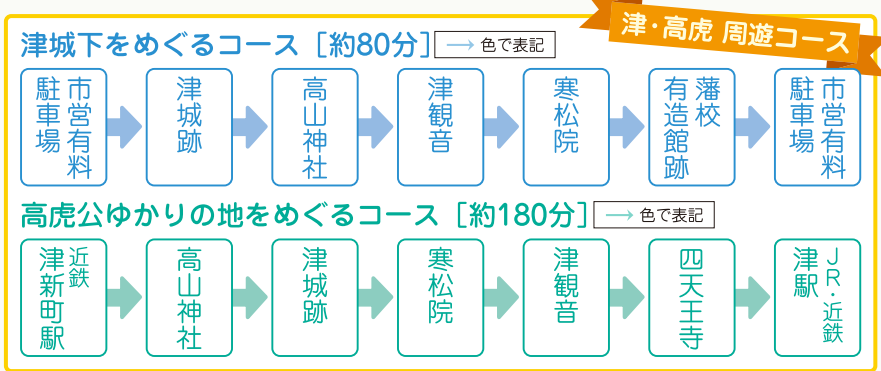 津・高虎 周遊コース
津城下をめぐるコース［約80分］
→ 色で表記
市営有料
駐車場
津城跡
高山神社
津観音
寒松院
藩校
有造館跡
市営有料
駐車場
高虎公ゆかりの地をめぐるコース［約180分］
→ 色で表記
近鉄
津新町駅
高山神社
津城跡
寒松院
津観音
四天王寺
JR・近鉄
津駅